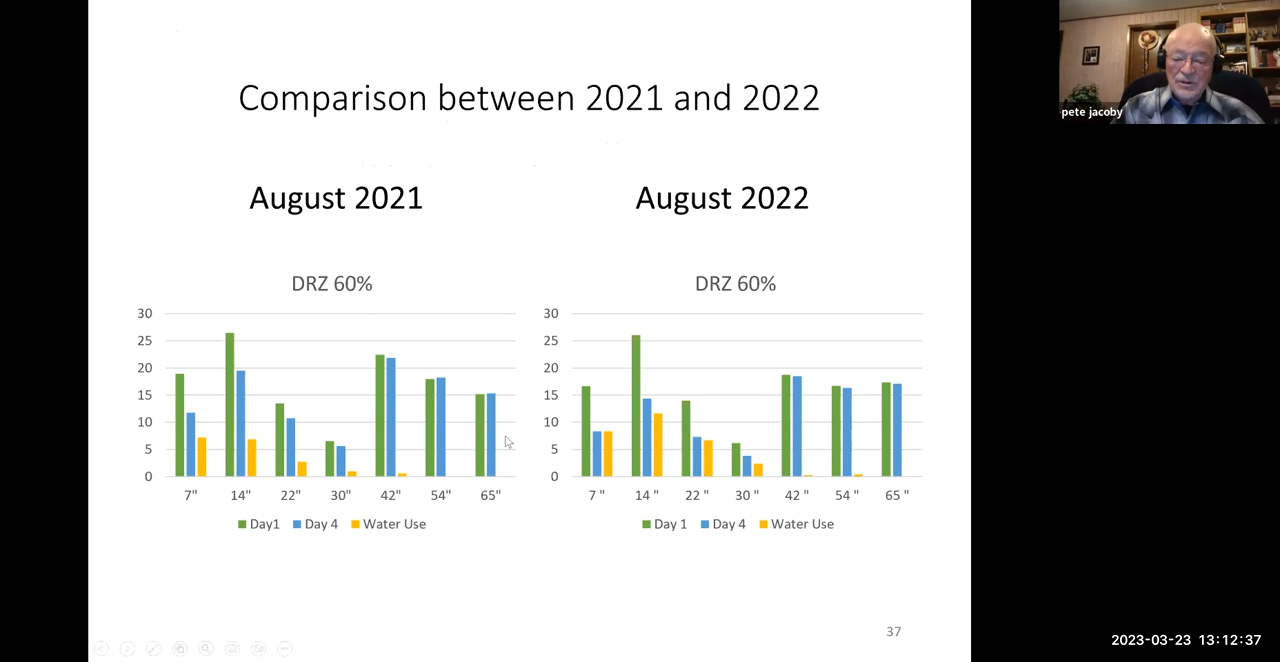 Comparison between 2021 and 2022
August 2021
August 2022
DRZ 60%
30
25
20
15
10
5
0
7"
14"
22"
30"
42"
54"
65"
Day1
Day 4
Water Use
DRZ 60%
30
25
20
15
10
5
0
7 "
14 "
22 "
30 "
42 "
54 "
65 "
Day 1
Day 4
Water Use
37
pete jacoby
2023-03-23 13:12:37